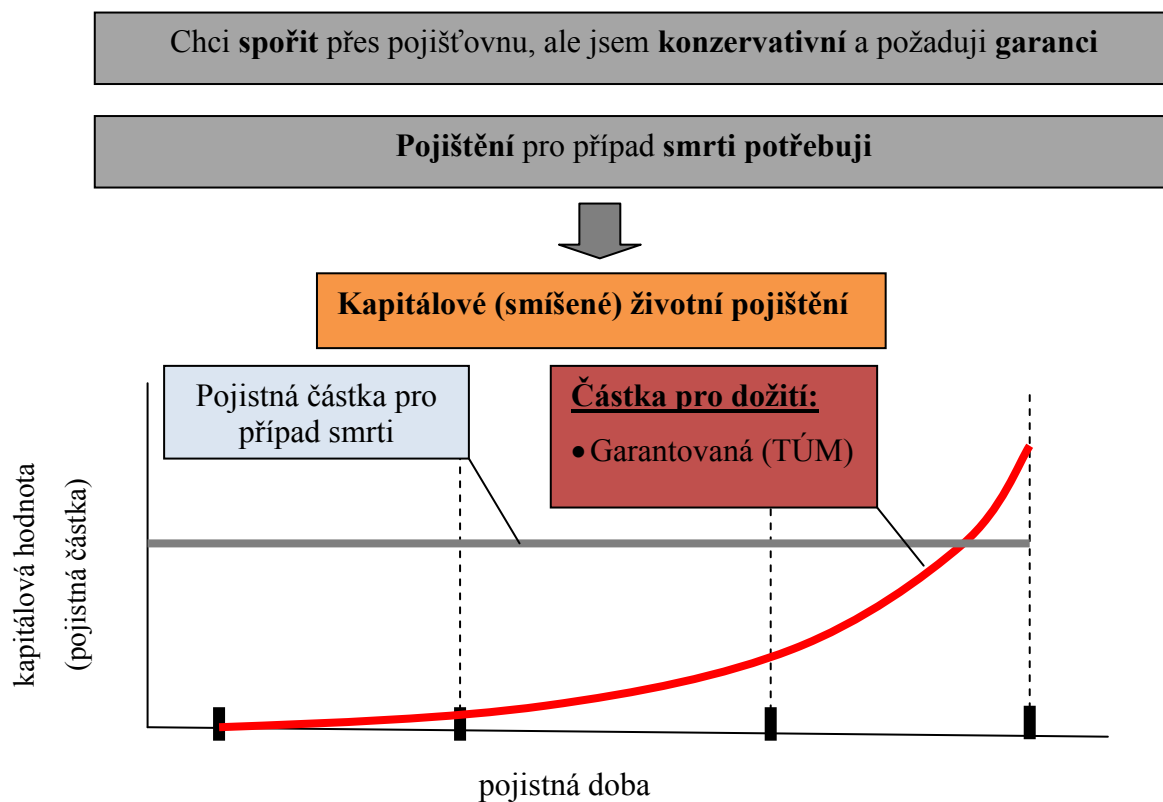 Chci spořit přes pojišťovnu, ale jsem konzervativní a požaduji garanci
Pojištění pro případ smrti potřebuji
Kapitálové (smíšené) životní pojištění
Pojistná částka pro
případ smrti
Částka pro dožití:
• Garantovaná (TÚM)
kapitálová hodnota
(pojistná částka)
pojistná doba